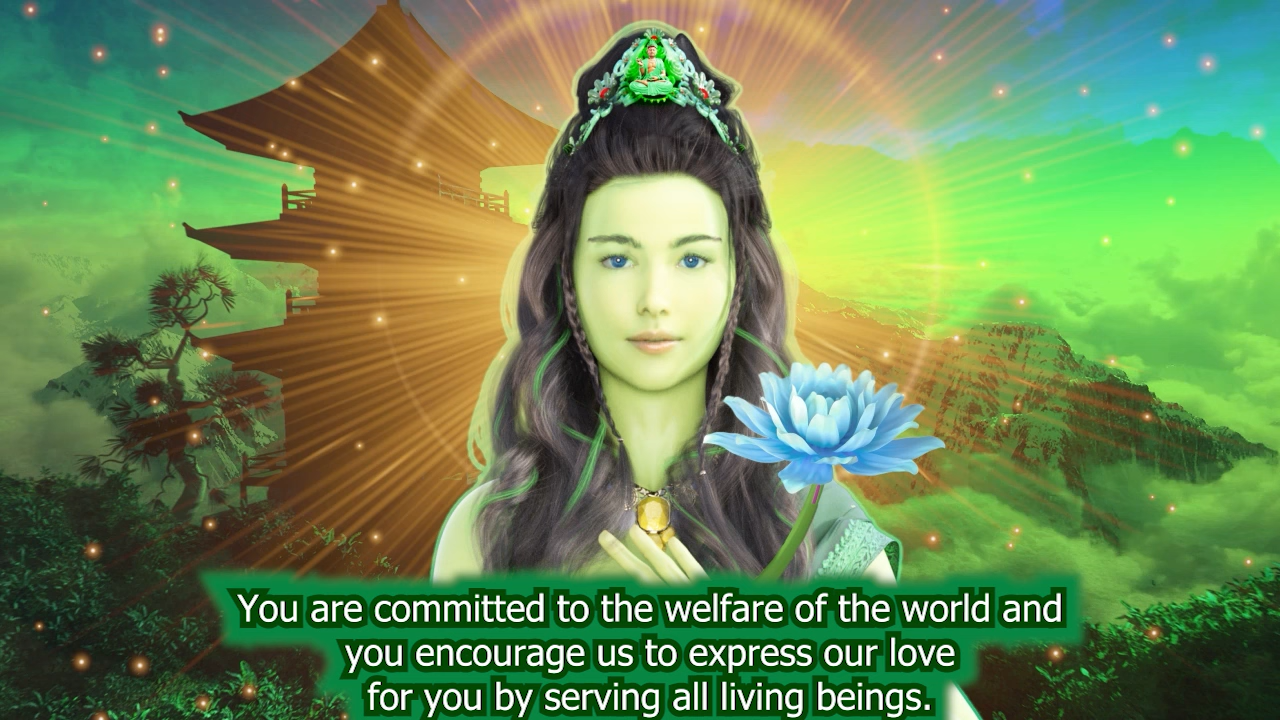 You are committed to the welfare of the world and
you encourage us to express our love
for you by serving all living beings.